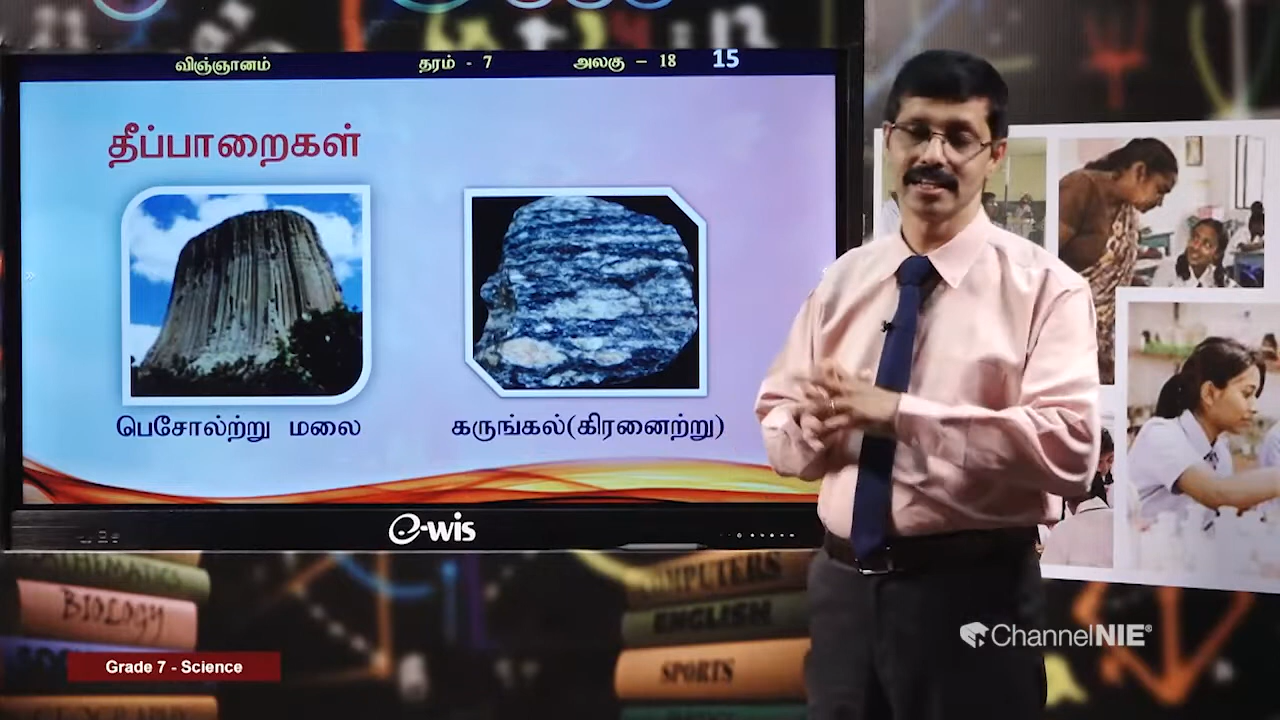 விஞ்ஞானம் தரம் - 7 அலகு – 18 15
தீப்பாறைகள்
பெசோல்ற்று மலை
கருங்கல்(கிரனைற்று)
e-wis
MATHEMATICS
BIOLOGY
COMPUTERS
ENGLISH
SPORTS
Grade 7 - Science
ChannelNIE®